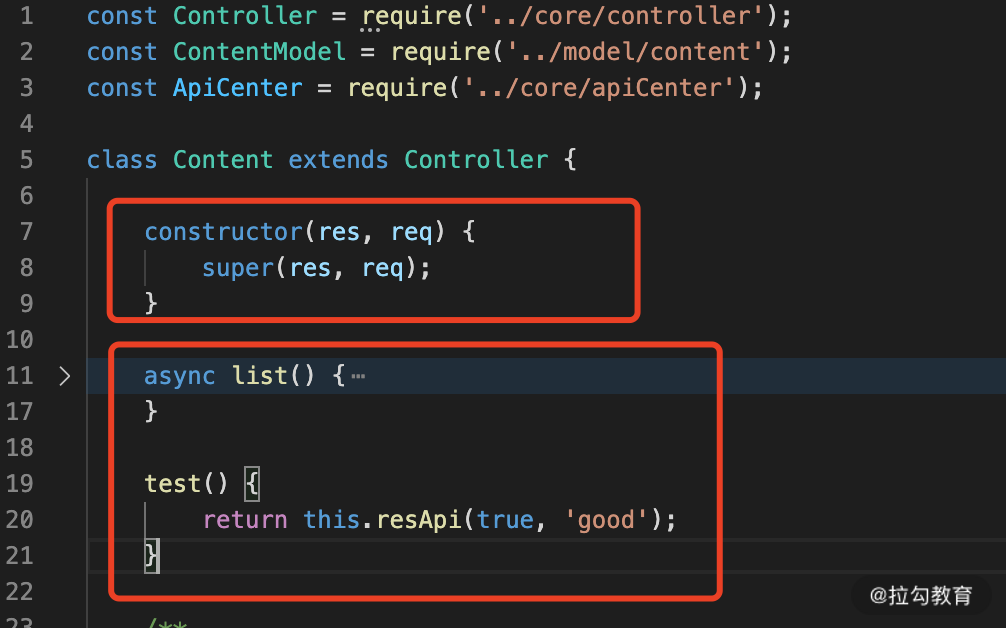 1 const Controller = require('../core/controller');
2 const ContentModel = require('../model/content');
3 const ApiCenter = require('../core/apiCenter');
4
5 class Content extends Controller {
6
7 constructor(res, req) {
8 super(res, req);
9 }
10
11 async list() {⋯
17 }
18
19 test() {
20 return this.resApi(true, 'good');
21 }
22
23 /**
@拉勾教育